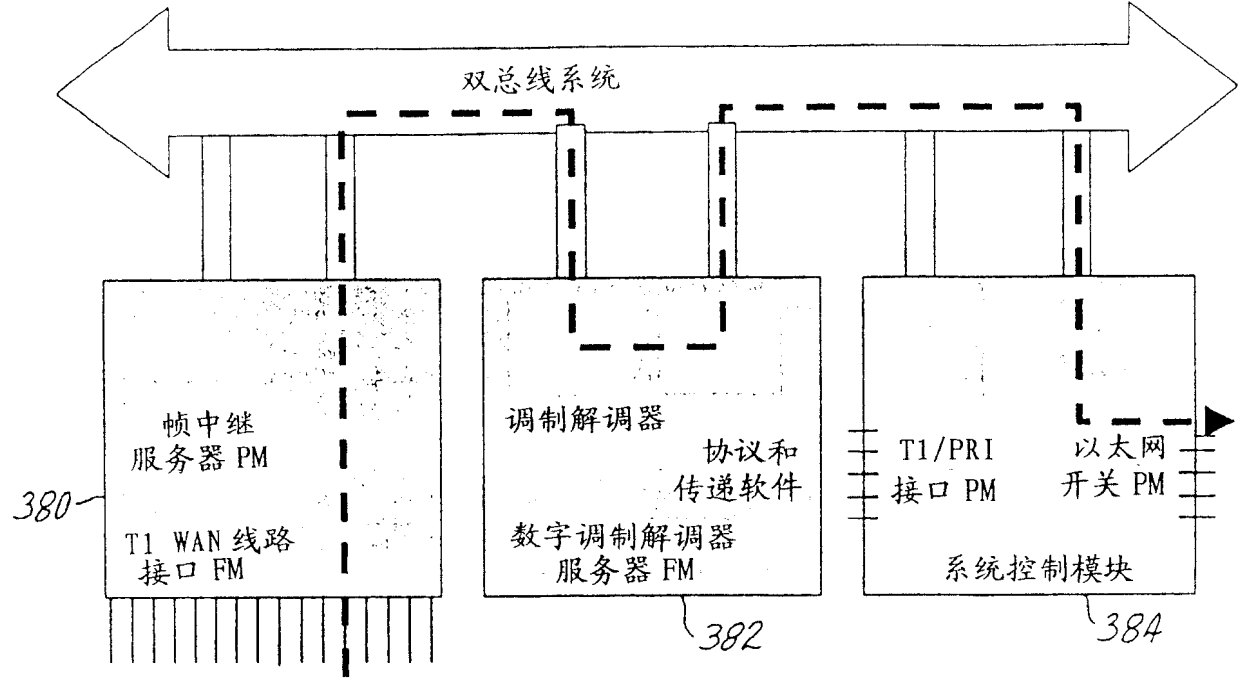 双总线系统
帧中继
服务器 PM
T1 WAN 线路
接口 FM
380
调制解调器
协议和
传递软件
数字调制解调器
服务器 FM
382
T1/PRI
接口 PM
以太网
开关 PM
系统控制模块
384